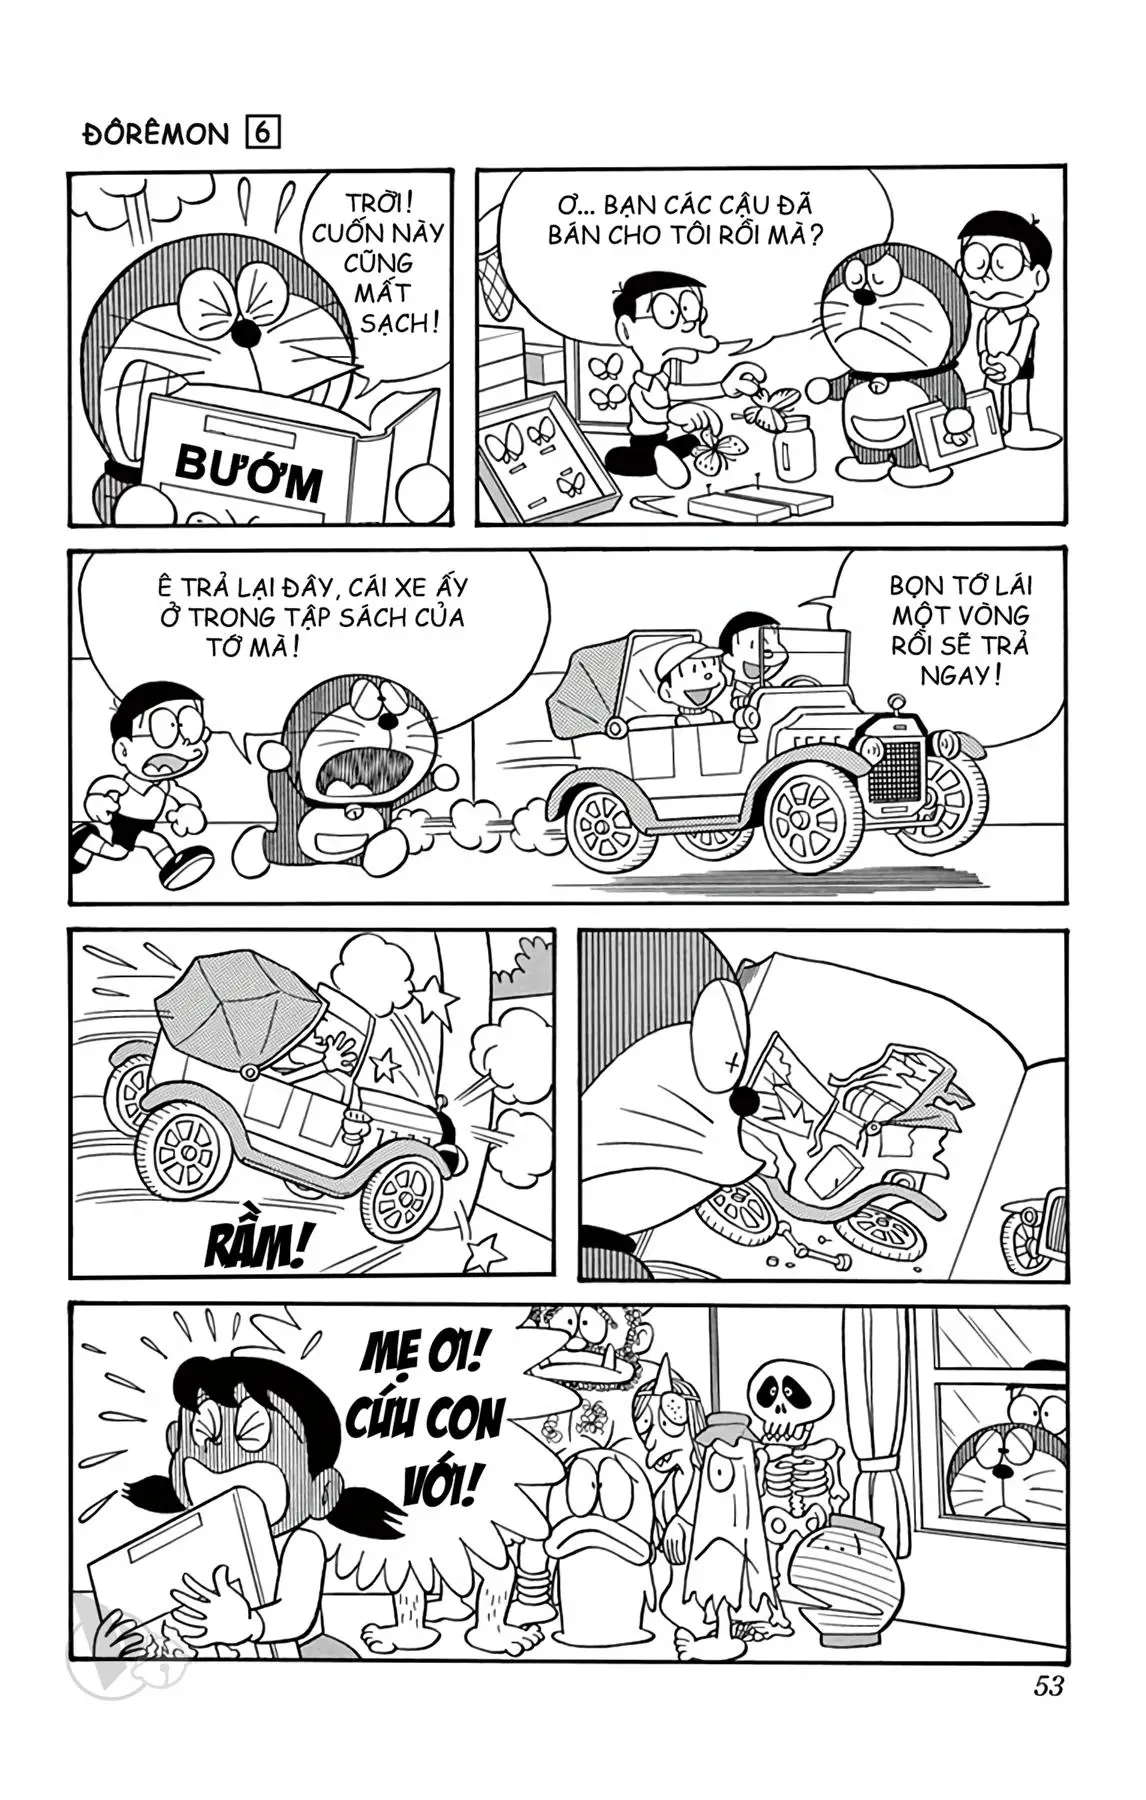 ĐÔRÊMON 6
TRỜI!
CUỐN NÀY
CŨNG
MẤT
SẠCH!
BƯỚM
Ơ... BẠN CÁC CẬU ĐÃ
BÁN CHO TÔI RỒI MÀ?
Ê TRẢ LẠI ĐÂY, CÁI XE ẤY
Ở TRONG TẬP SÁCH CỦA
TỚ MÀ!
BỌN TỚ LÁI
MỘT VÒNG
RỒI SẼ TRẢ
NGAY!
RẦM!
MẸ ƠI!
CỨU CON
VỚI!
53